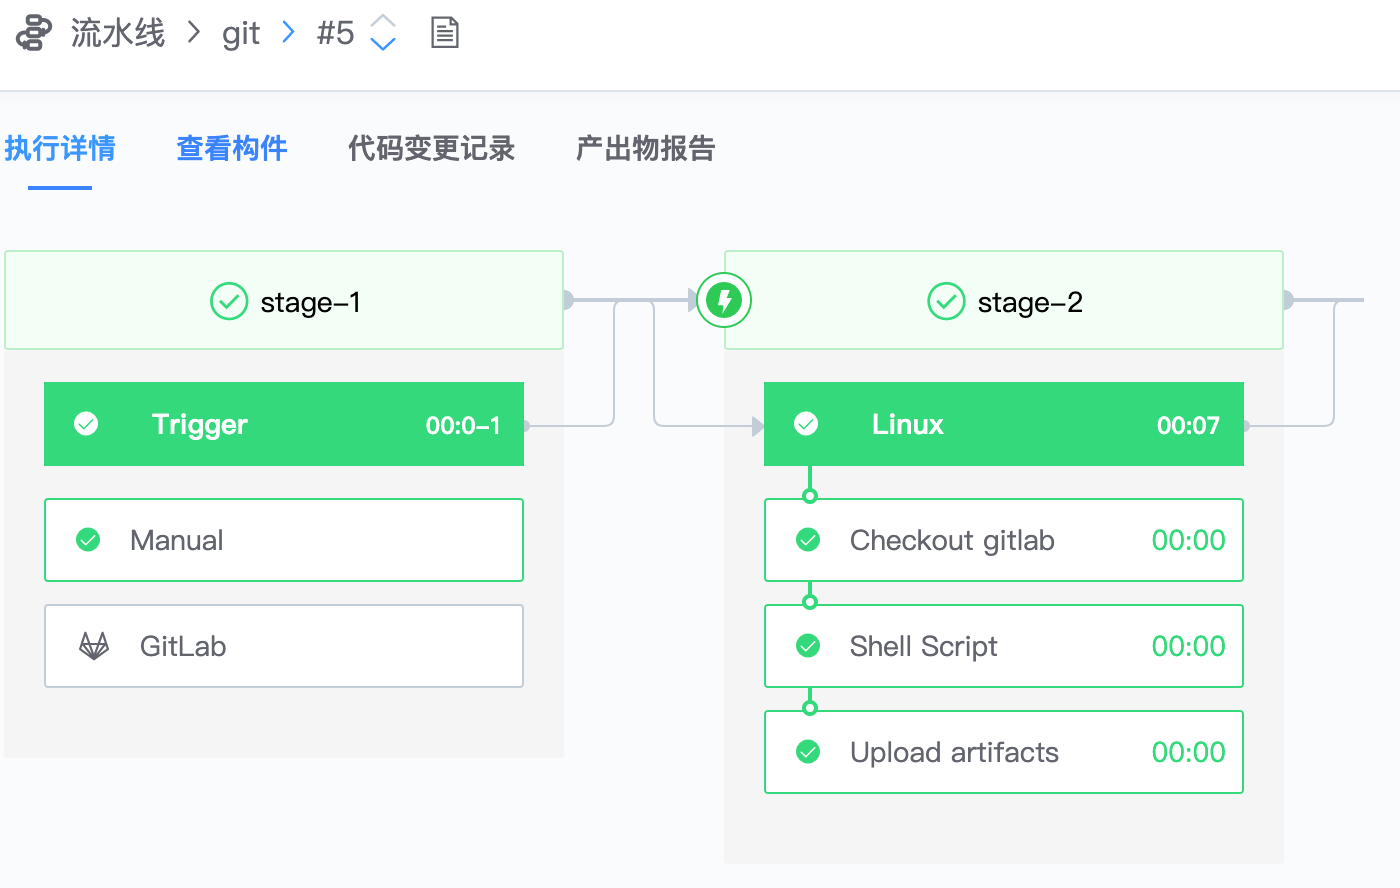 流水线 > git > #5
执行详情 查看构件 代码变更记录 产出物报告
stage-1
Trigger 00:0-1
Manual
GitLab
stage-2
Linux 00:07
Checkout gitlab 00:00
Shell Script 00:00
Upload artifacts 00:00